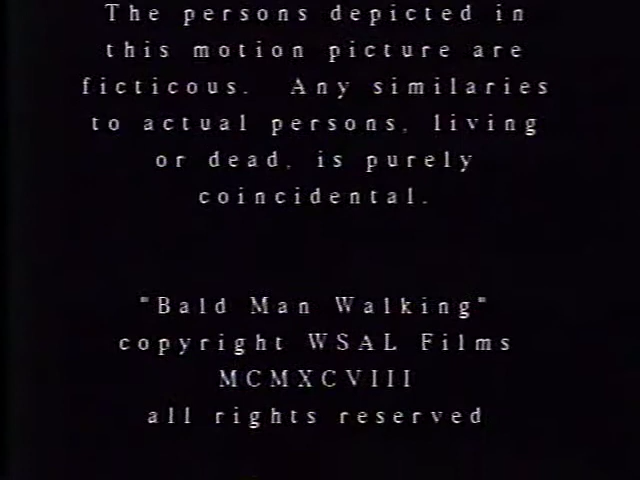 The persons depicted in
this motion picture are
ficticous. Any similaries
to actual persons, living
or dead, is purely
coincidental.
"Bald Man Walking"
copyright WSAL Films
MCMXCVIII
all rights reserved